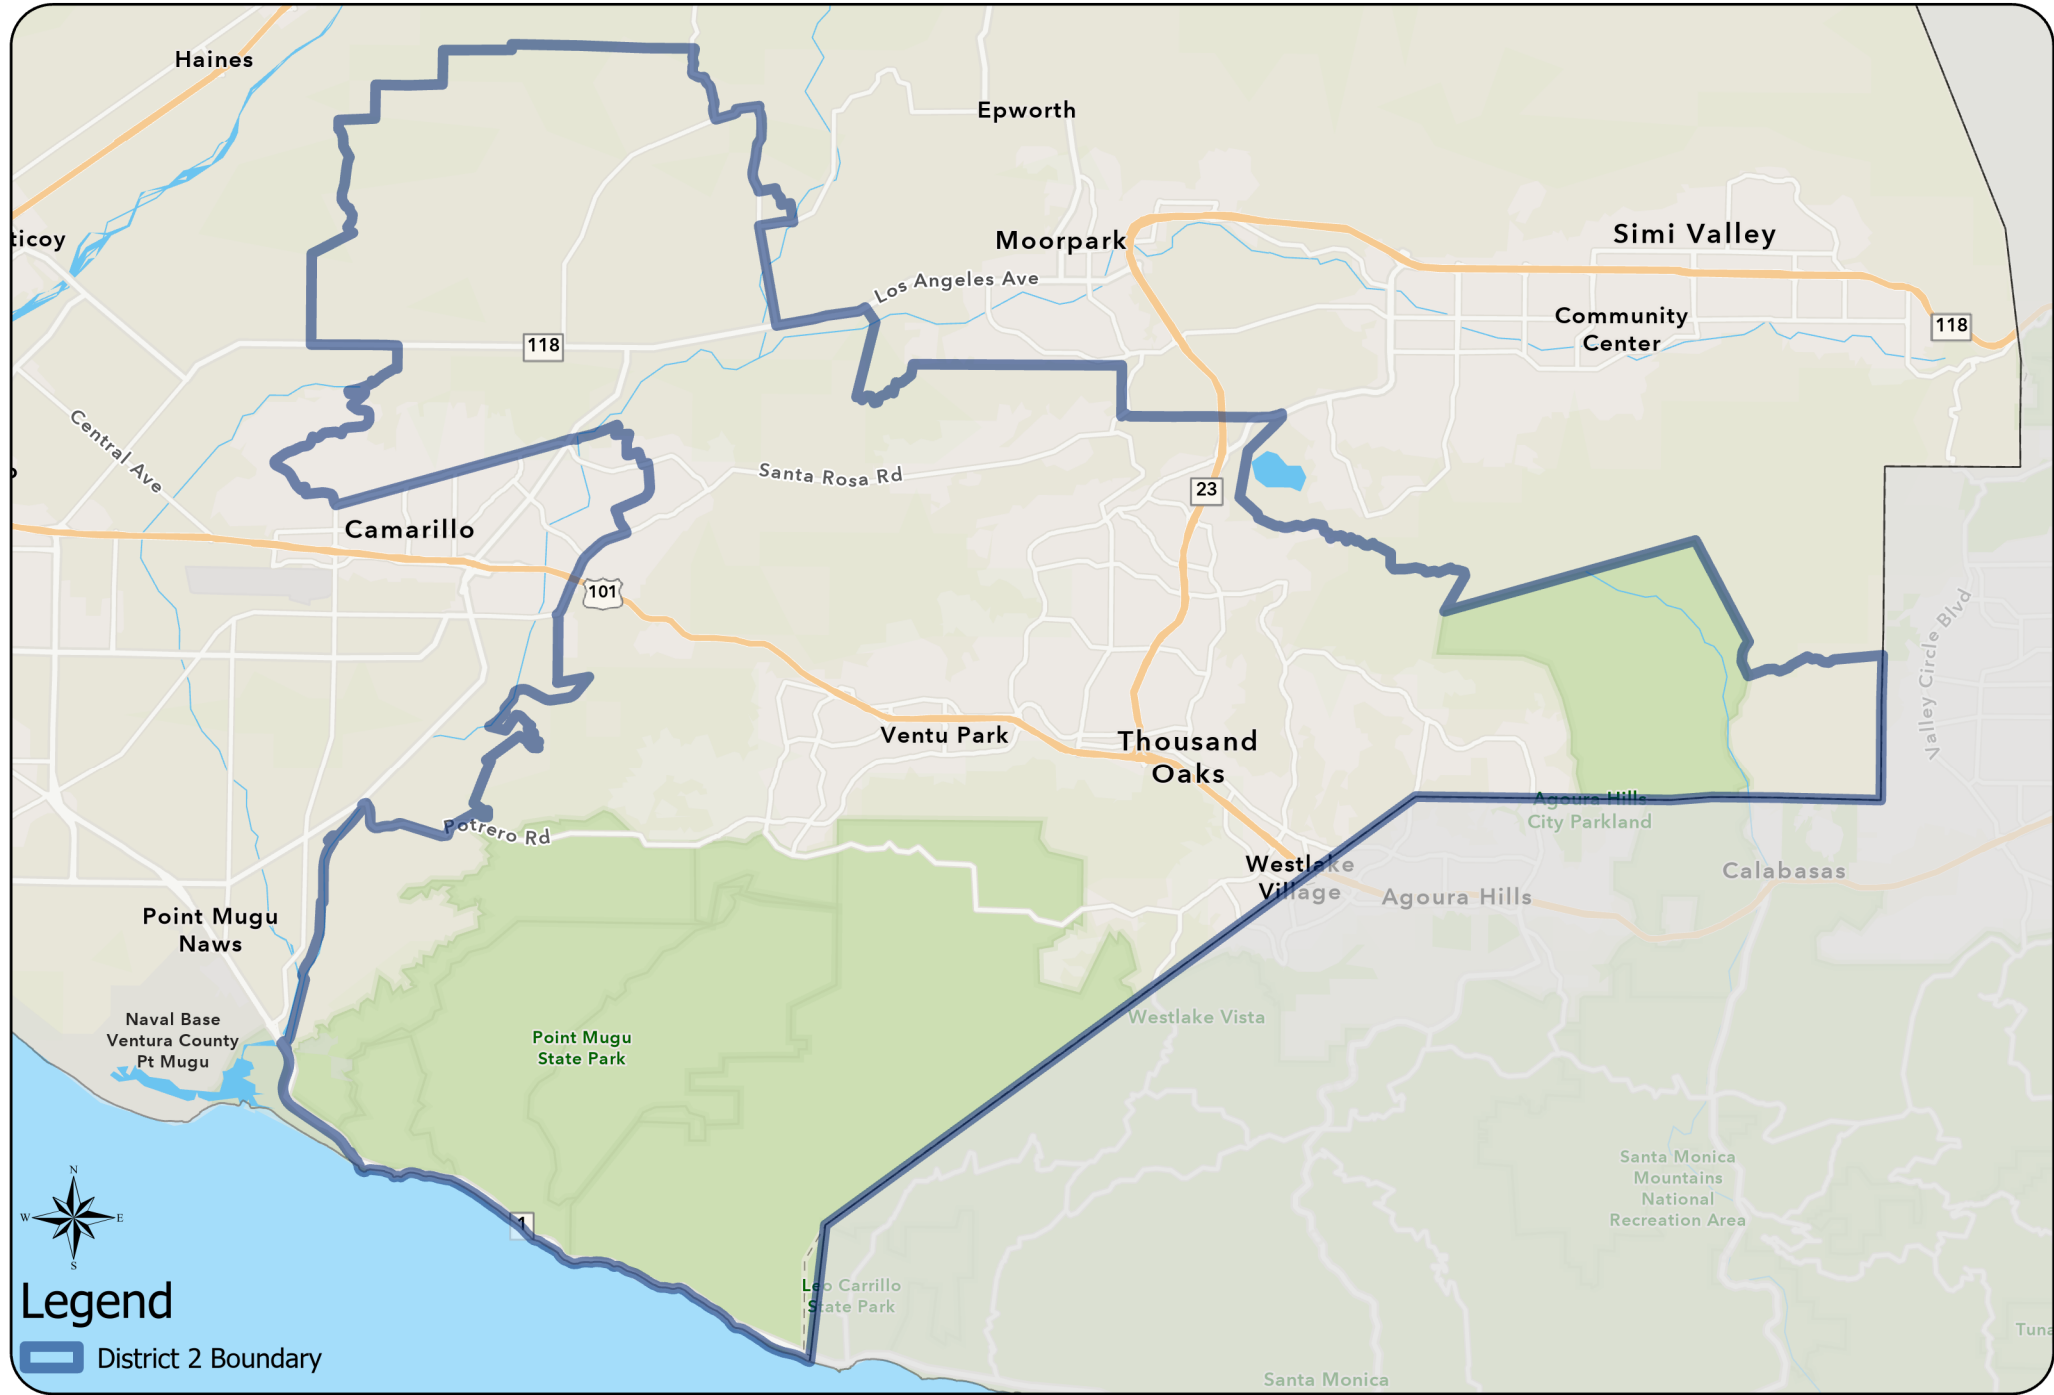 Haines
Epworth
ticoy
Moorpark
Simi Valley
Los Angeles Ave
Community
Center
118
118
Central Ave
Santa Rosa Rd
23
Camarillo
101
Valley Circle Blvd
Ventu Park
Thousand
Oaks
Agoura Hills
City Parkland
Potrero Rd
Westlake
Village
Agoura Hills
Calabasas
Point Mugu
Naws
Naval Base
Ventura County
Pt Mugu
Westlake Vista
Point Mugu
State Park
Santa Monica
Mountains
National
Recreation Area
N
W
E
S
1
Leo Carrillo
State Park
Legend
District 2 Boundary
Tuna
Santa Monica